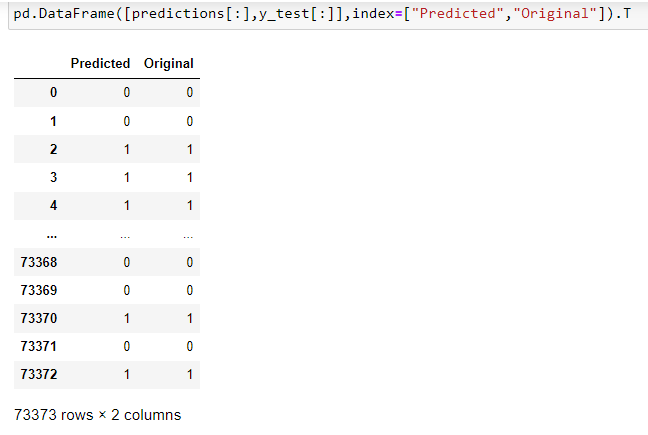 pd.DataFrame([predictions[:],y_test[:]],index=["Predicted","Original"]).T
Predicted Original
0 0 0
1 0 0
2 1 1
3 1 1
4 1 1
... ... ...
73368 0 0
73369 0 0
73370 1 1
73371 0 0
73372 1 1
73373 rows × 2 columns